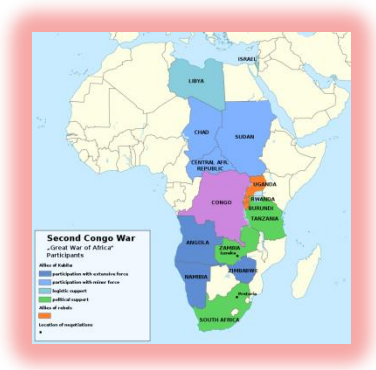 ISRAEL
LIBYA
CHAD
SUDAN
CENTRAL AFR.
REPUBLIC
UGANDA
CONGO
RWANDA
BURUNDI
TANZANIA
ANGOLA
ZAMBIA
Lusaka
ZIMBABWE
NAMIBIA
Pretoria
SOUTH AFRICA
Second Congo War
„Great War of Africa"
Participants
Allies of Kabila
participation with extensive force
participation with minor force
logistic support
political support
Allies of rebels
Location of negotiations